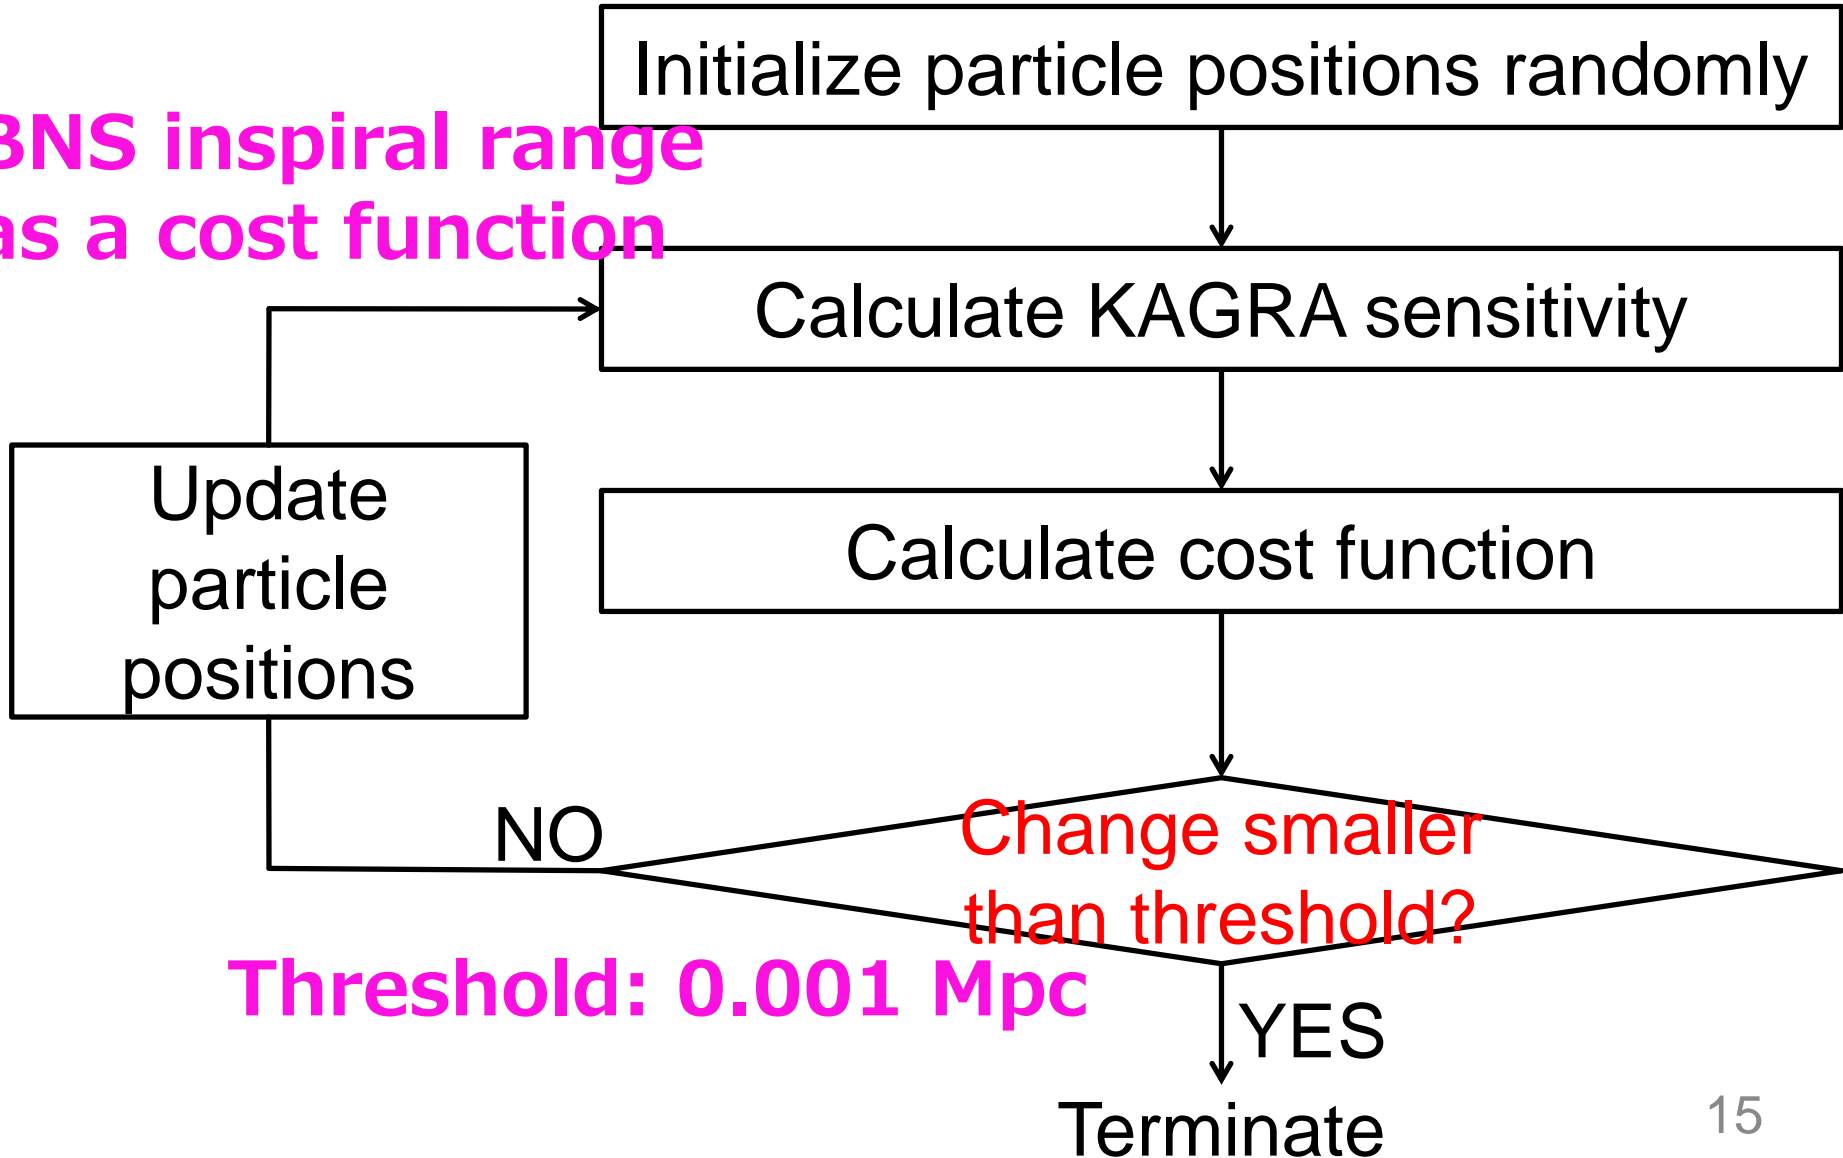 Initialize particle positions randomly
BNS inspiral range
as a cost function
Calculate KAGRA sensitivity
Update
particle
positions
Calculate cost function
NO
Change smaller
than threshold?
Threshold: 0.001 Mpc
YES
Terminate
15